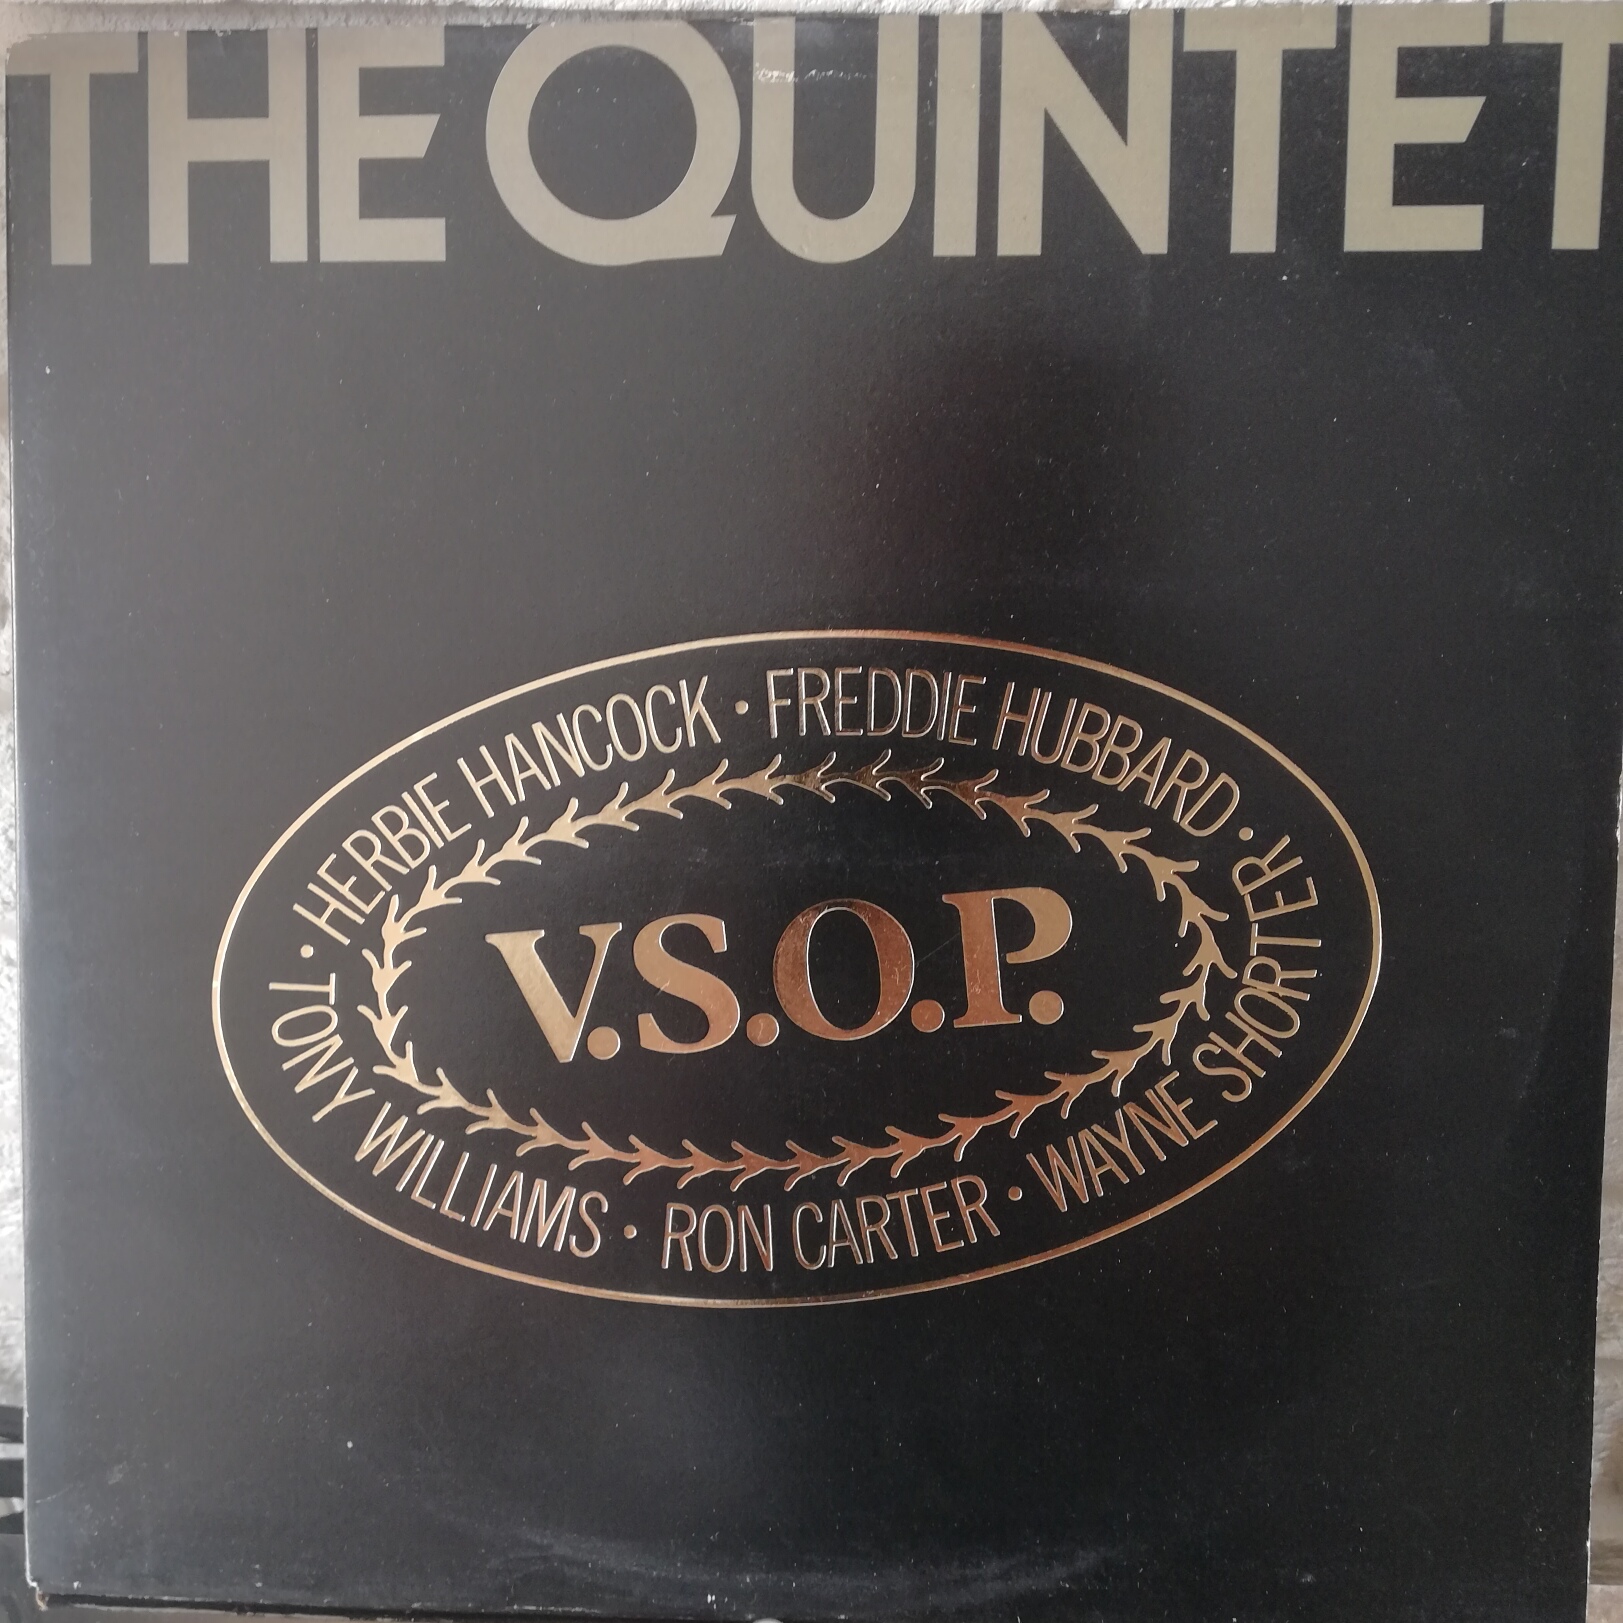 THE QUINTET
HERBIE HANCOCK · FREDDIE HUBBARD · WAYNE SHORTER · RON CARTER · TONY WILLIAMS ·
V.S.O.P.